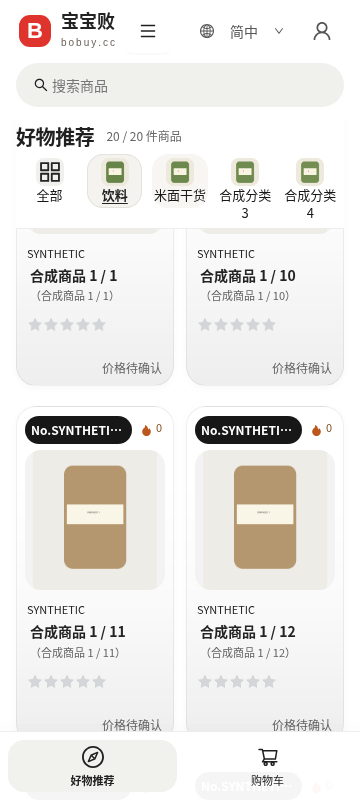 B 宝宝败
bobuy.cc
简中
搜索商品
好物推荐 20 / 20 件商品
全部 饮料 米面干货 合成分类 3 合成分类 4
SYNTHETIC SYNTHETIC
合成商品 1 / 1 合成商品 1 / 10
（合成商品 1 / 1） （合成商品 1 / 10）
价格待确认 价格待确认
No.SYNTHETI… 0 No.SYNTHETI… 0
SYNTHETIC SYNTHETIC
合成商品 1 / 11 合成商品 1 / 12
（合成商品 1 / 11） （合成商品 1 / 12）
价格待确认 价格待确认
好物推荐 购物车